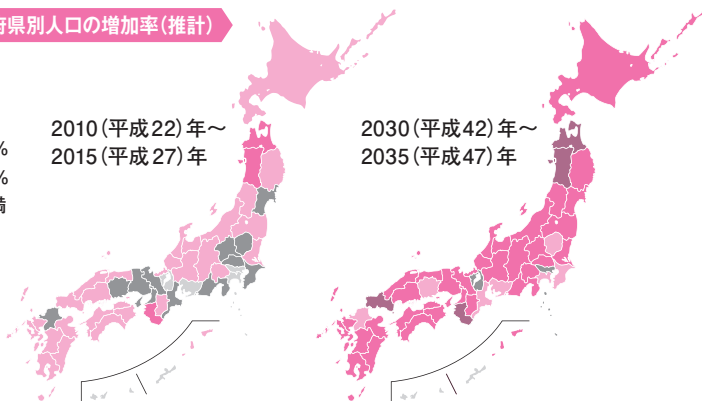 府県別人口の増加率(推計)
2010(平成22)年～
2015(平成27)年
2030(平成42)年～
2035(平成47)年
%
%
満